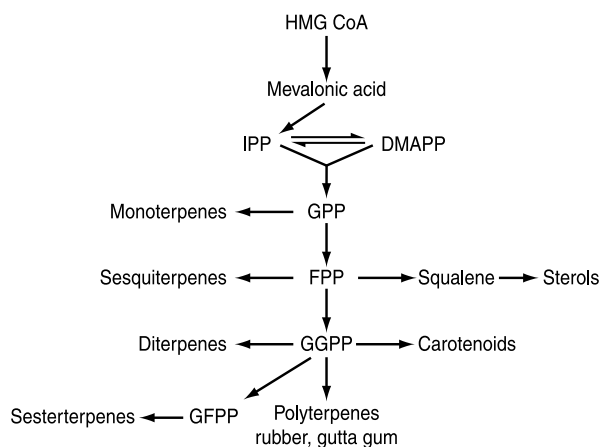 HMG CoA
Mevalonic acid
IPP DMAPP
Monoterpenes GPP
Sesquiterpenes FPP Squalene Sterols
Diterpenes GGPP Carotenoids
Sesterterpenes GFPP Polyterpenes
rubber, gutta gum